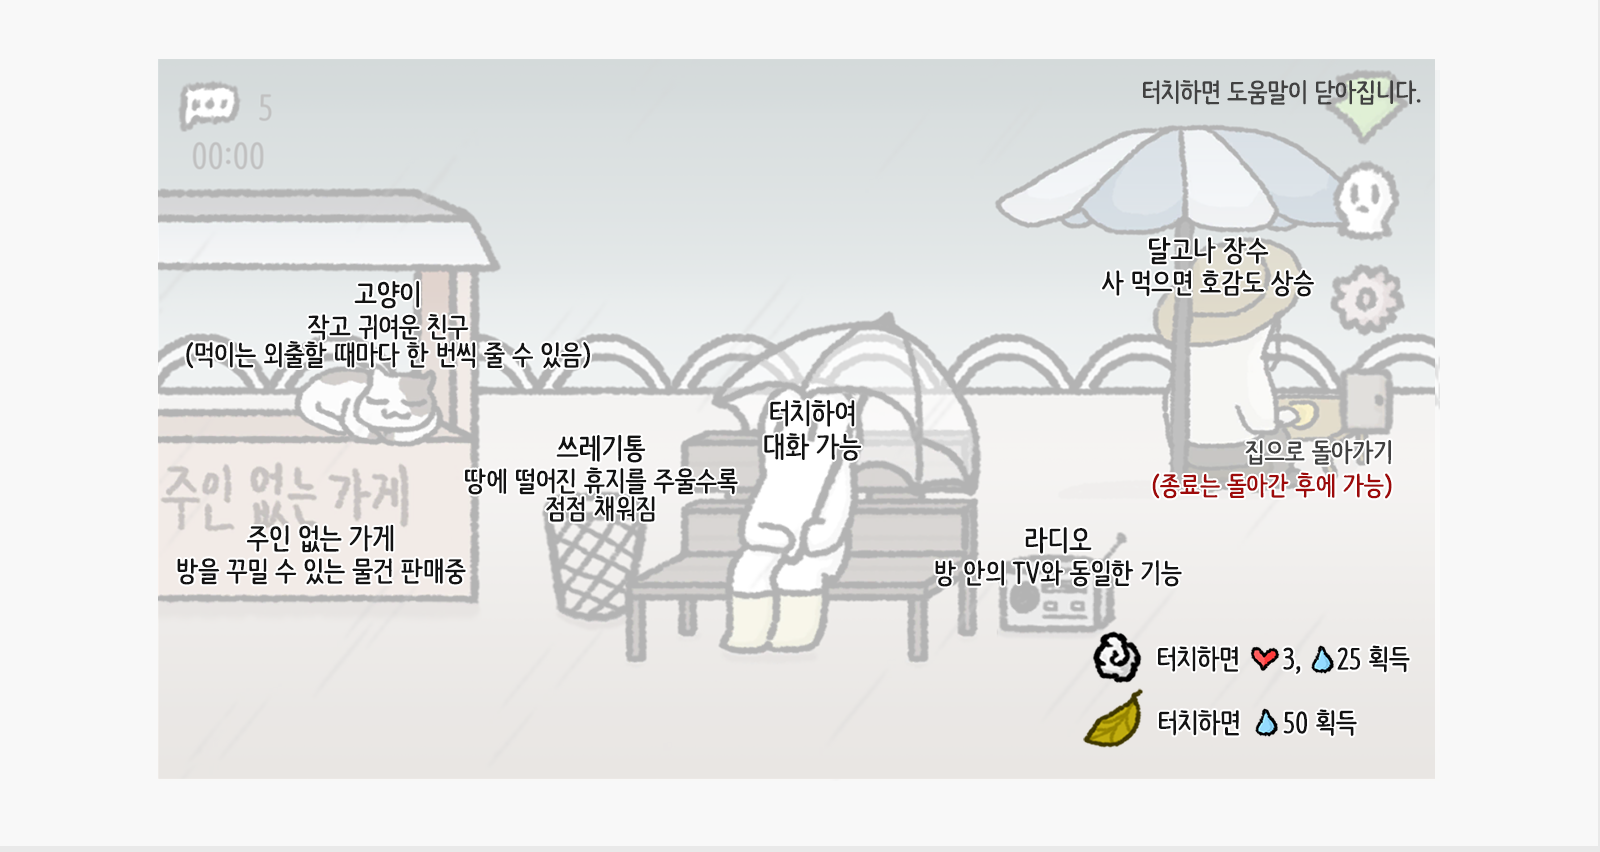 터치하면 도움말이 닫아집니다.
5
00:00
달고나 장수
사 먹으면 호감도 상승
고양이
작고 귀여운 친구
(먹이는 외출할 때마다 한 번씩 줄 수 있음)
터치하여
대화 가능
쓰레기통
땅에 떨어진 휴지를 주울수록
점점 채워짐
집으로 돌아가기
(종료는 돌아간 후에 가능)
주인 없는 가게
주인 없는 가게
방을 꾸밀 수 있는 물건 판매중
라디오
방 안의 TV와 동일한 기능
터치하면 3, 25 획득
터치하면 50 획득